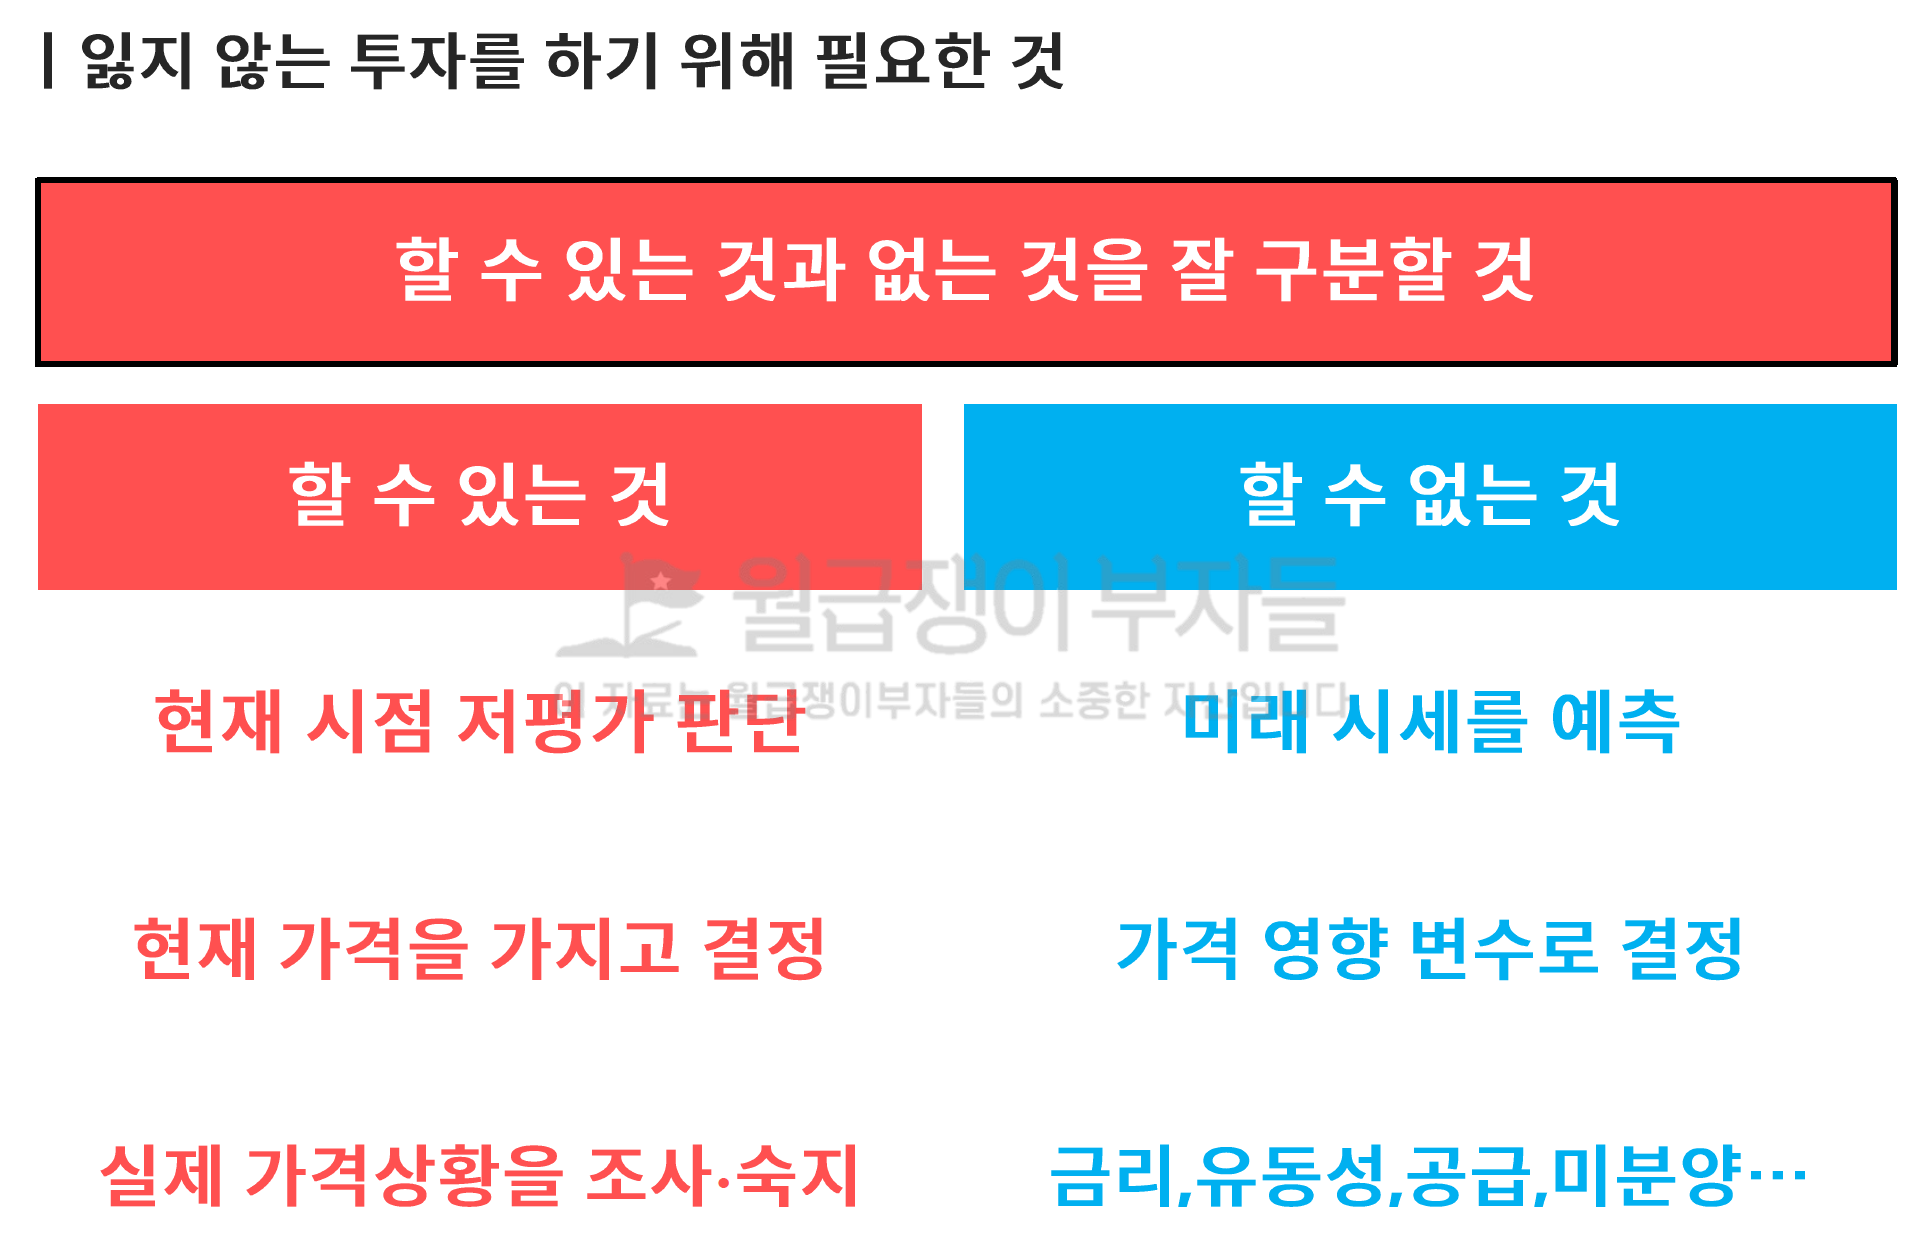 | 잃지 않는 투자를 하기 위해 필요한 것
할 수 있는 것과 없는 것을 잘 구분할 것
할 수 있는 것
할 수 없는 것
월급쟁이 부자들
이 자료는 월급쟁이부자들의 소중한 자산입니다
현재 시점 저평가 판단
미래 시세를 예측
현재 가격을 가지고 결정
가격 영향 변수로 결정
실제 가격상황을 조사·숙지
금리,유동성,공급,미분양…